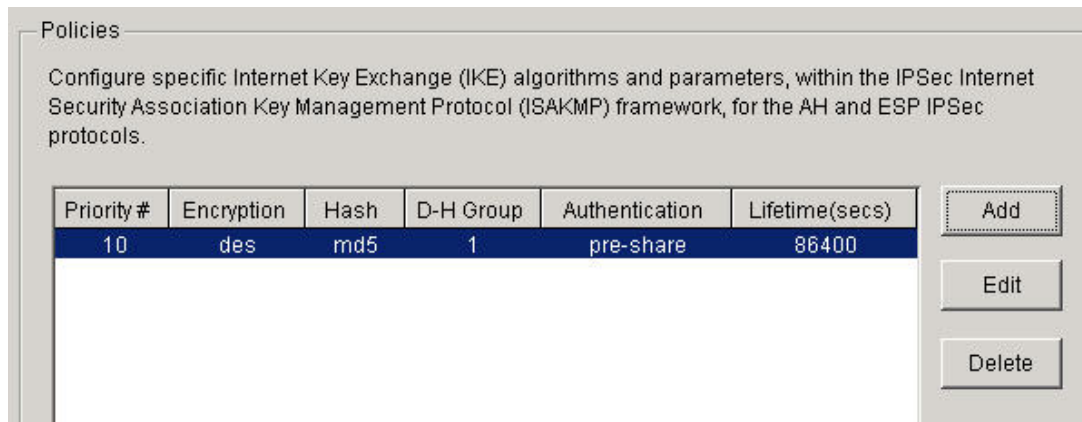 Policies
Configure specific Internet Key Exchange (IKE) algorithms and parameters, within the IPSec Internet
Security Association Key Management Protocol (ISAKMP) framework, for the AH and ESP IPSec
protocols.
Priority # Encryption Hash D-H Group Authentication Lifetime(secs)
10 des md5 1 pre-share 86400
Add
Edit
Delete